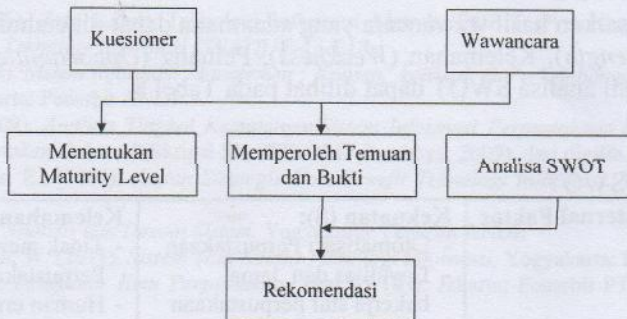 Kuesioner
Wawancara
Menentukan
Maturity Level
Memperoleh Temuan
dan Bukti
Analisa SWOT
Rekomendasi